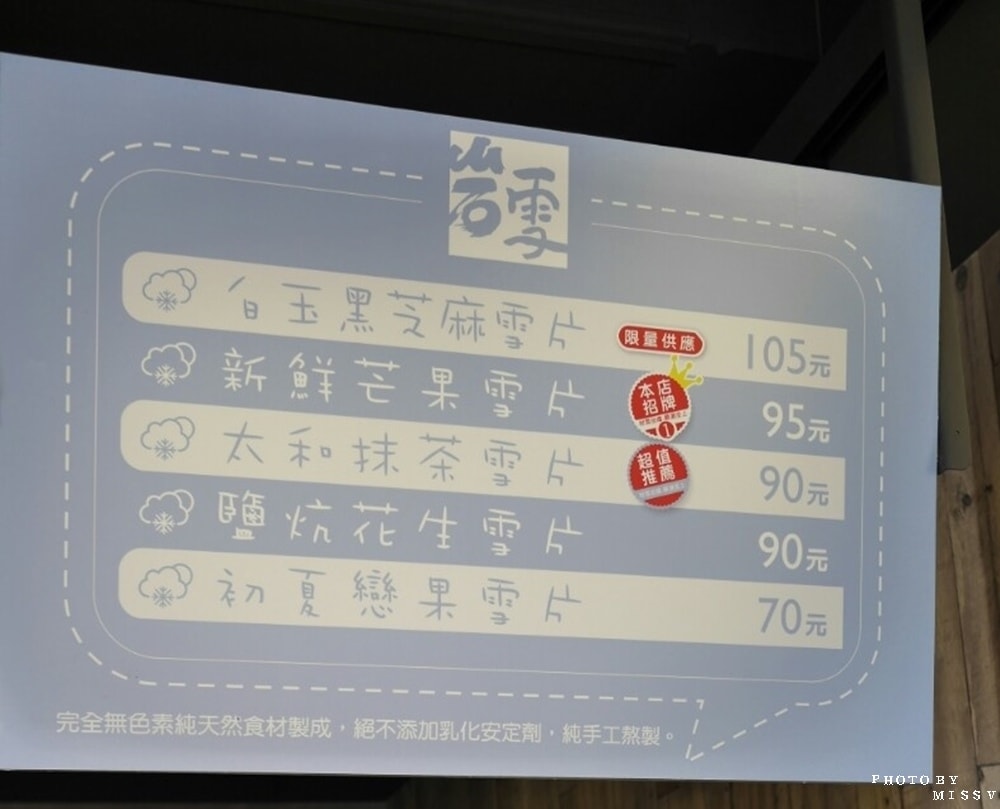 岩雪
白玉黑芝麻雪片 限量供應 105元
新鮮芒果雪片 本店招牌 1 95元
太和抹茶雪片 超值推薦 90元
鹽炕花生雪片 90元
初夏戀果雪片 70元
完全無色素純天然食材製成，絕不添加乳化安定劑，純手工熬製。
PHOTO BY
MISSV